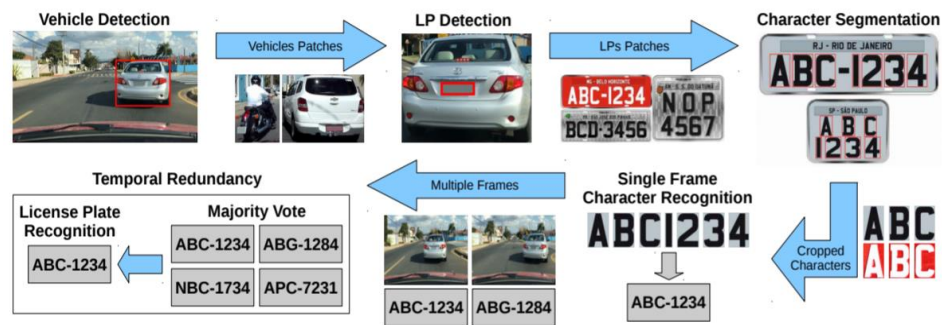 Vehicle Detection
Vehicles Patches
LP Detection
LPs Patches
Character Segmentation
ABC-1234
BCD·3456
NOP
4567
RJ - RIO DE JANEIRO
ABC-1234
SP - SÃO PAULO
ABC
1234
Cropped
Characters
ABC
ABC
Single Frame
Character Recognition
ABC1234
ABC-1234
Multiple Frames
ABC-1234
ABG-1284
Temporal Redundancy
Majority Vote
ABC-1234
ABG-1284
NBC-1734
APC-7231
License Plate
Recognition
ABC-1234